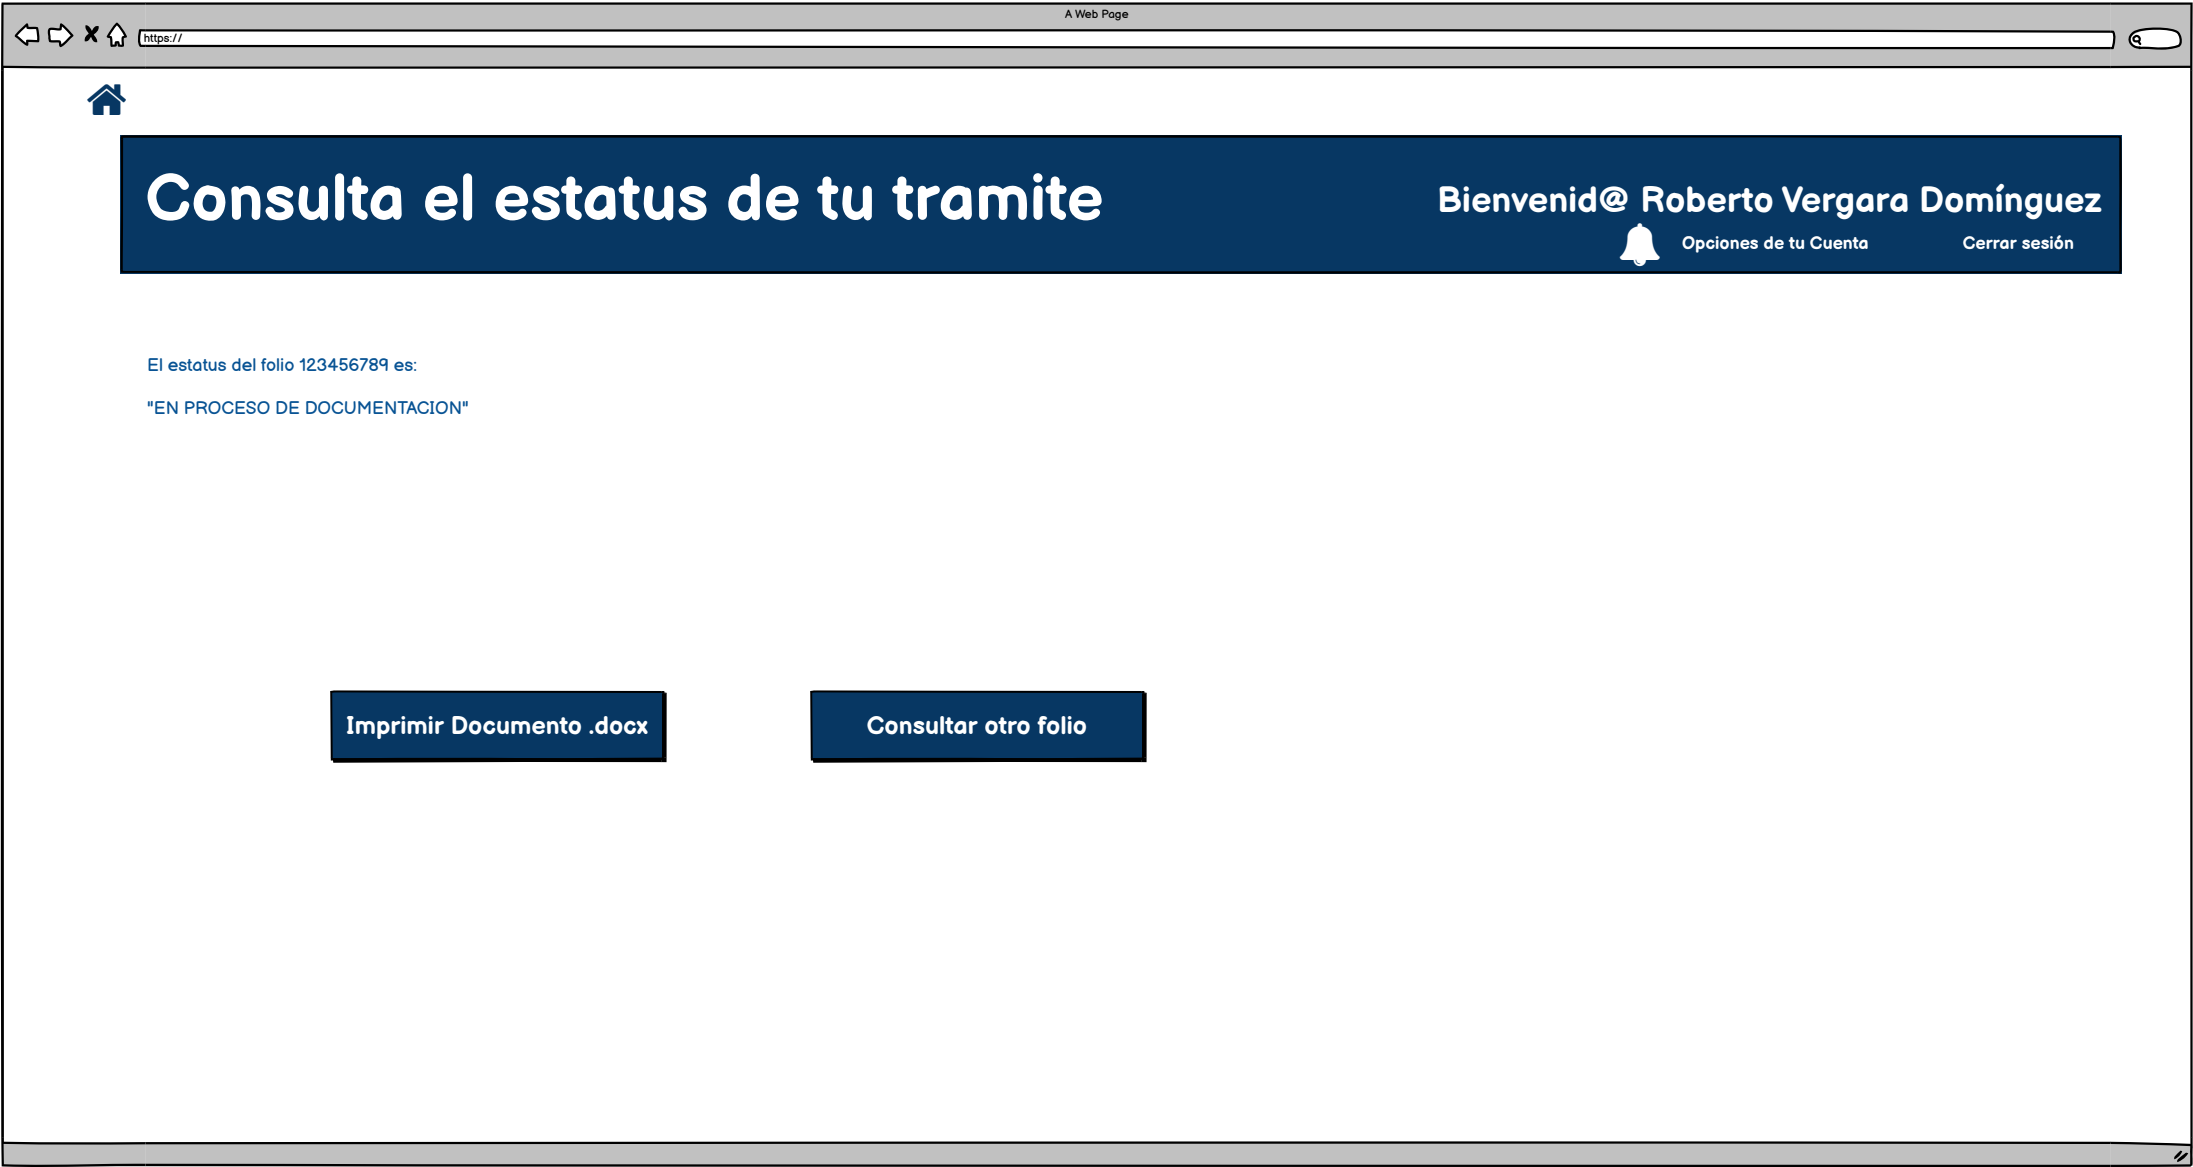 A Web Page
https://
Consulta el estatus de tu tramite
Bienvenid@ Roberto Vergara Domínguez
Opciones de tu Cuenta
Cerrar sesión
El estatus del folio 123456789 es:
"EN PROCESO DE DOCUMENTACION"
Imprimir Documento .docx
Consultar otro folio